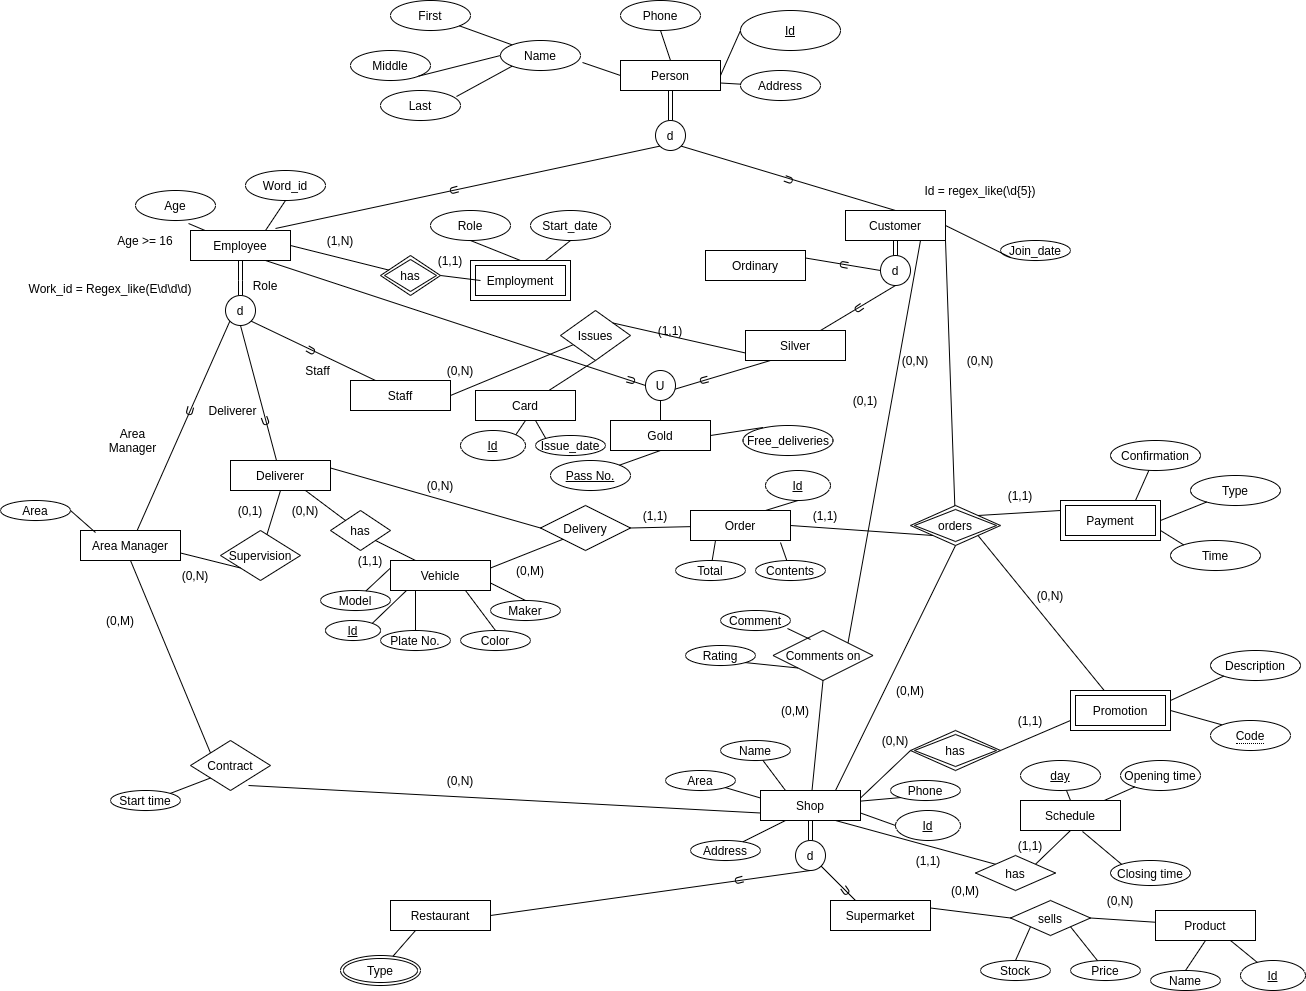 First
Phone
Id
Name
Middle
Person
Address
Last
d
Word_id
Age
Id = regex_like(\d{5})
Customer
Role
Start_date
Age >= 16
Employee
(1,N)
Join_date
(1,1)
Ordinary
has
Employment
d
Work_id = Regex_like(E\d\d\d)
Role
d
Issues
(1,1)
Silver
(0,N)
(0,N)
Staff
(0,N)
U
Staff
Card
(0,1)
Deliverer
Area
Manager
Gold
Free_deliveries
Id
Issue_date
Confirmation
Pass No.
Deliverer
(0,N)
Id
Type
(0,1)
(0,N)
Area
(1,1)
(1,1)
(1,1)
has
Delivery
Order
orders
Payment
Area Manager
Supervision
Time
(1,1)
(0,N)
Vehicle
(0,M)
Total
Contents
Model
Maker
(0,N)
(0,M)
Id
Plate No.
Color
Comment
Rating
Comments on
Description
(0,M)
(0,M)
Promotion
(1,1)
Code
(0,N)
Name
has
Contract
(0,N)
Area
day
Opening time
Start time
Shop
Phone
Schedule
Id
Address
d
(1,1)
(1,1)
has
Closing time
(0,M)
(0,N)
Restaurant
Supermarket
sells
Product
Type
Stock
Price
Name
Id